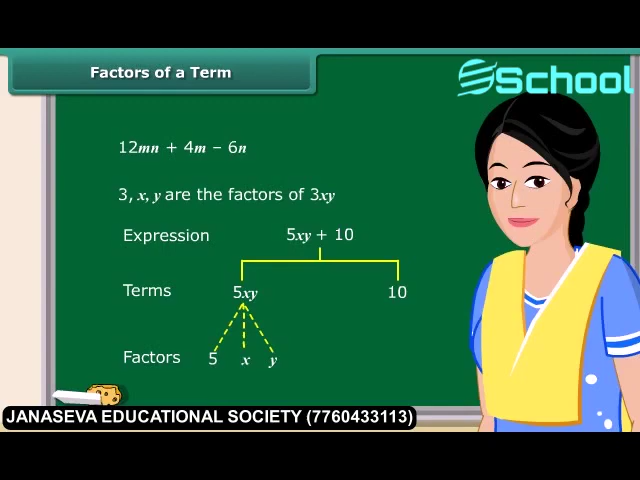 Factors of a Term
School
12mn + 4m – 6n
3, x, y are the factors of 3xy
Expression 5xy + 10
Terms 5xy 10
Factors 5 x y
JANASEVA EDUCATIONAL SOCIETY (7760433113)